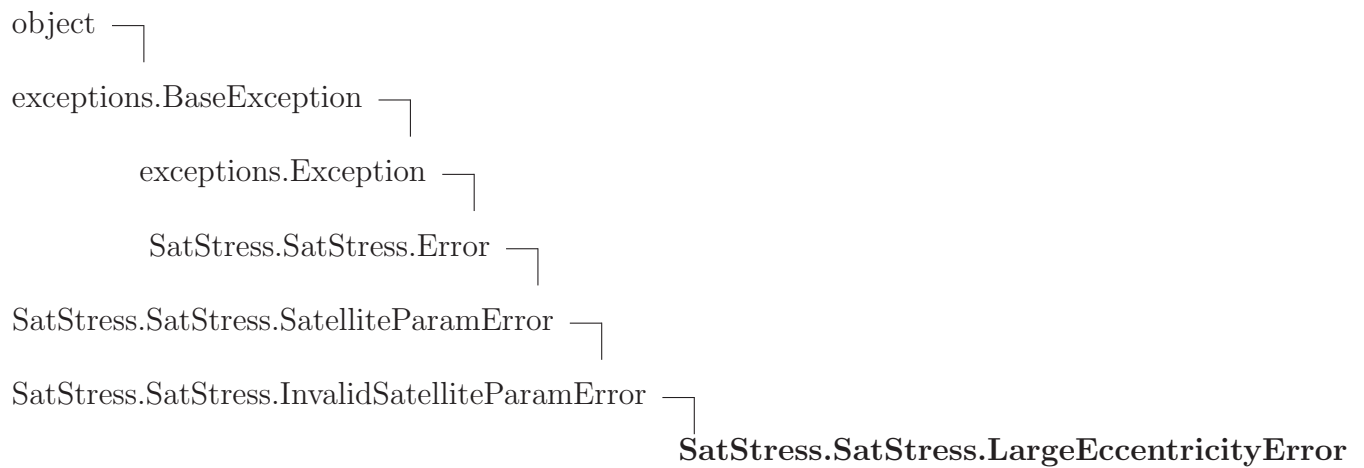 object
exceptions.BaseException
exceptions.Exception
SatStress.SatStress.Error
SatStress.SatStress.SatelliteParamError
SatStress.SatStress.InvalidSatelliteParamError
SatStress.SatStress.LargeEccentricityError